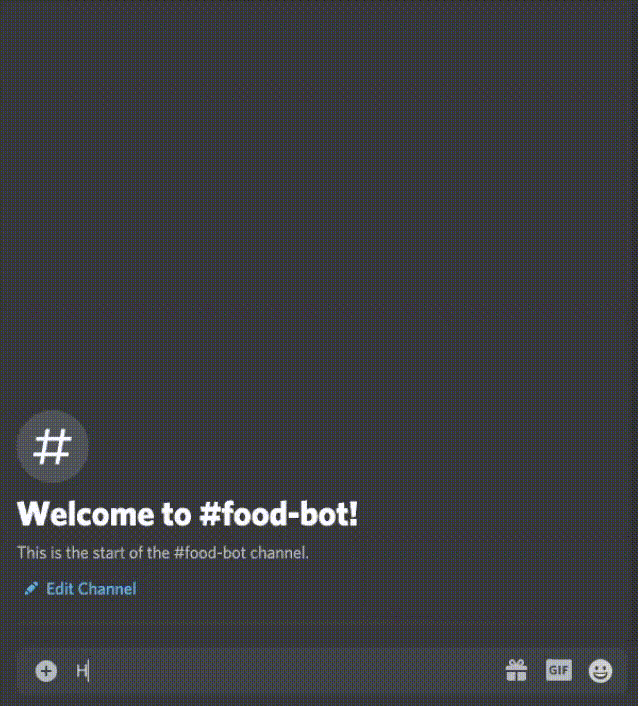 #
Welcome to #food-bot!
This is the start of the #food-bot channel.
Edit Channel
H
GIF